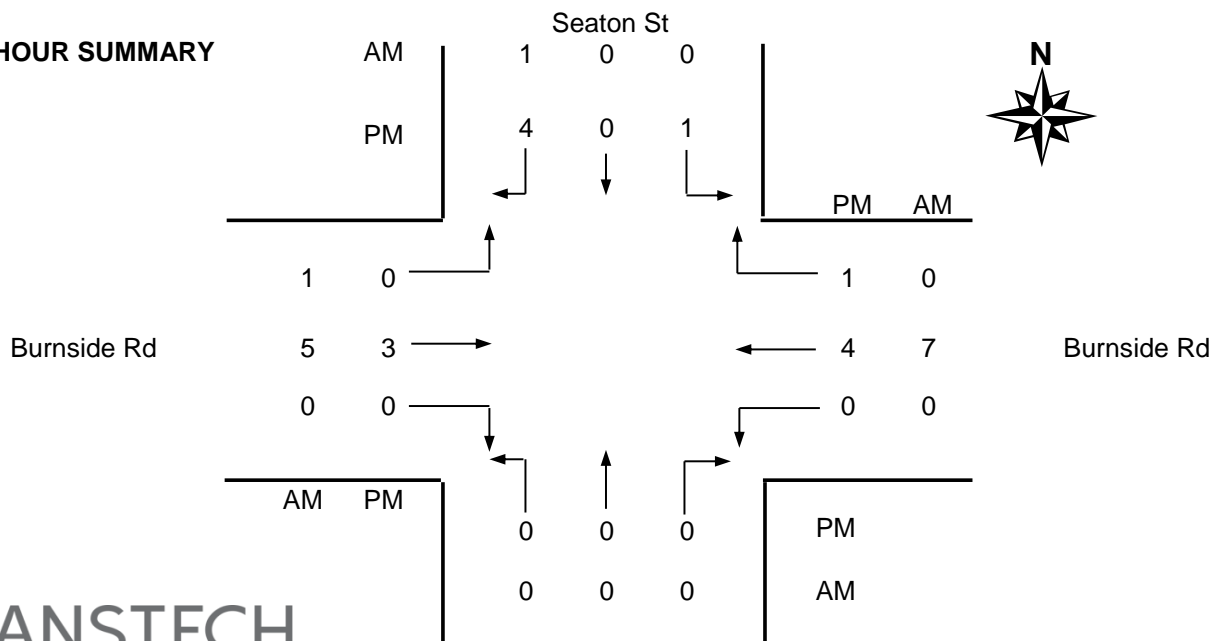 Seaton St
HOUR SUMMARY AM 1 0 0
N
PM 4 0 1
PM AM
1 0 1 0
Burnside Rd 5 3 4 7 Burnside Rd
0 0 0 0
AM PM
0 0 0 PM
0 0 0 AM
ANSTECH